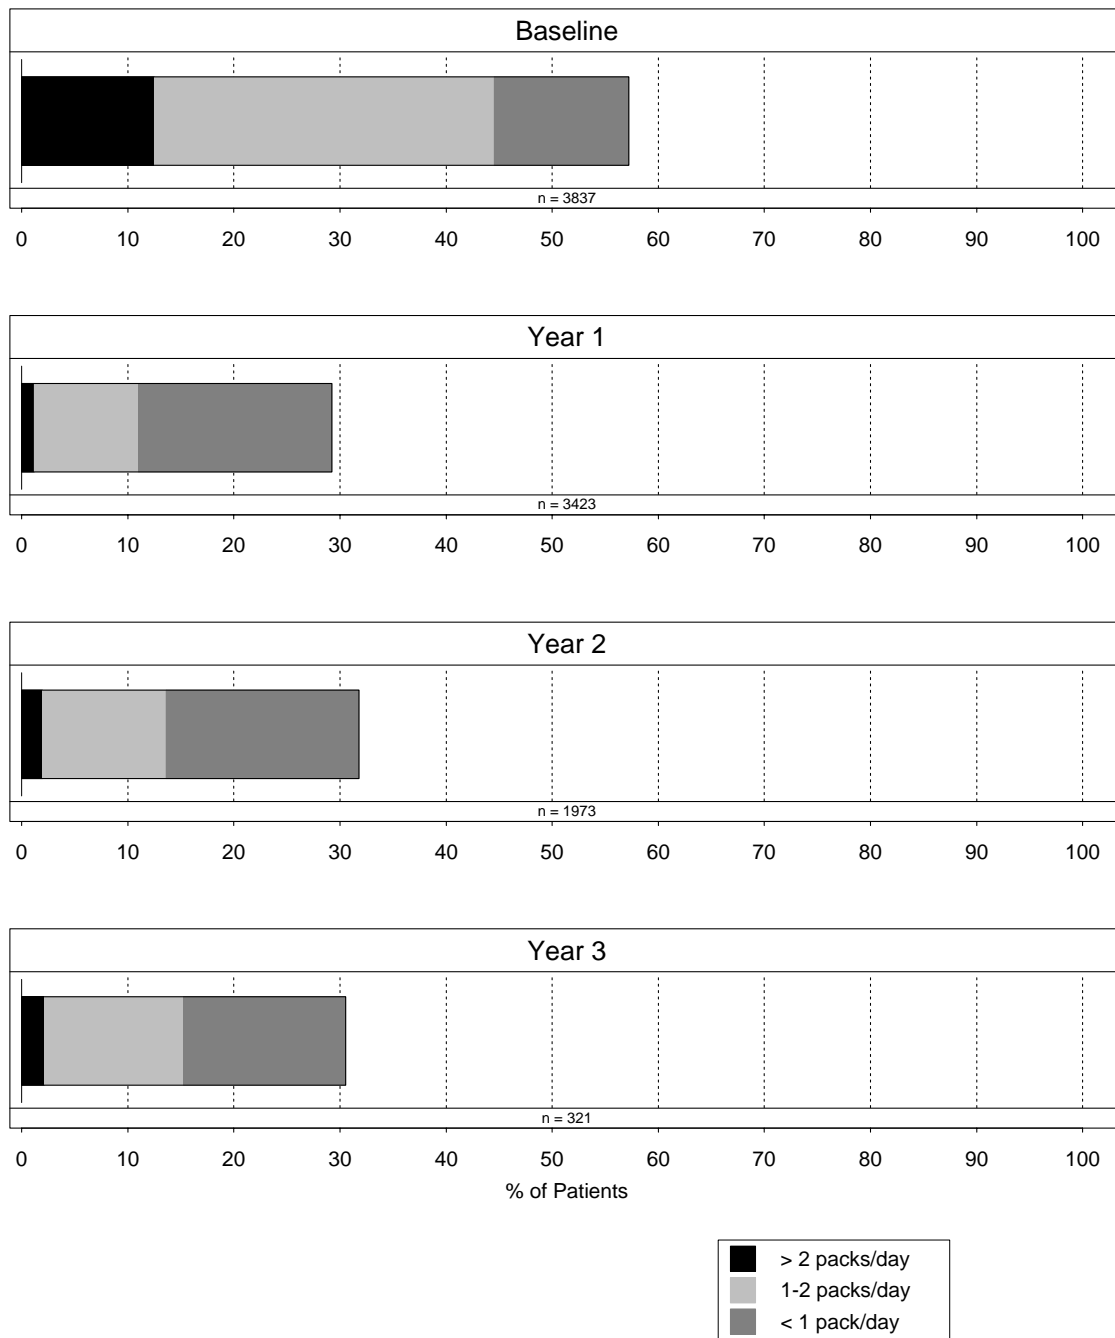 Baseline
n = 3837
0 10 20 30 40 50 60 70 80 90 100
Year 1
n = 3423
0 10 20 30 40 50 60 70 80 90 100
Year 2
n = 1973
0 10 20 30 40 50 60 70 80 90 100
Year 3
n = 321
0 10 20 30 40 50 60 70 80 90 100
% of Patients
> 2 packs/day
1-2 packs/day
< 1 pack/day